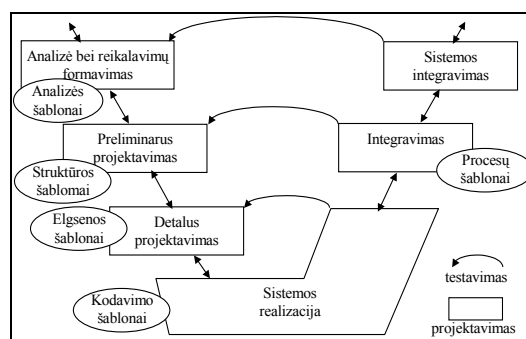 Analizė bei reikalavimų
formavimas
Sistemos
integravimas
Analizės
šablonai
Preliminarus
projektavimas
Integravimas
Procesų
šablonai
Struktūros
šablomai
Elgsenos
šablonai
Detalus
projektavimas
Kodavimo
šablonai
Sistemos
realizacija
testavimas
projektavimas